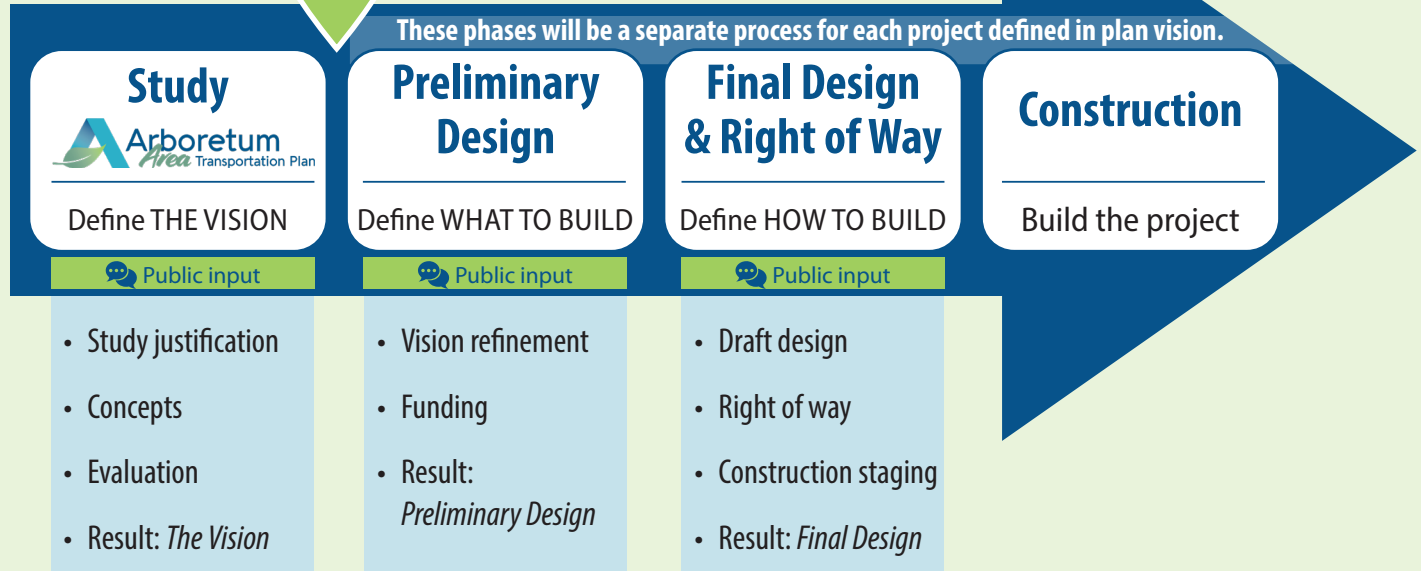 These phases will be a separate process for each project defined in plan vision.
Study
Arboretum
Area Transportation Plan
Define THE VISION
Public input
• Study justification
• Concepts
• Evaluation
• Result: The Vision
Preliminary
Design
Define WHAT TO BUILD
Public input
• Vision refinement
• Funding
• Result:
Preliminary Design
Final Design
& Right of Way
Define HOW TO BUILD
Public input
• Draft design
• Right of way
• Construction staging
• Result: Final Design
Construction
Build the project